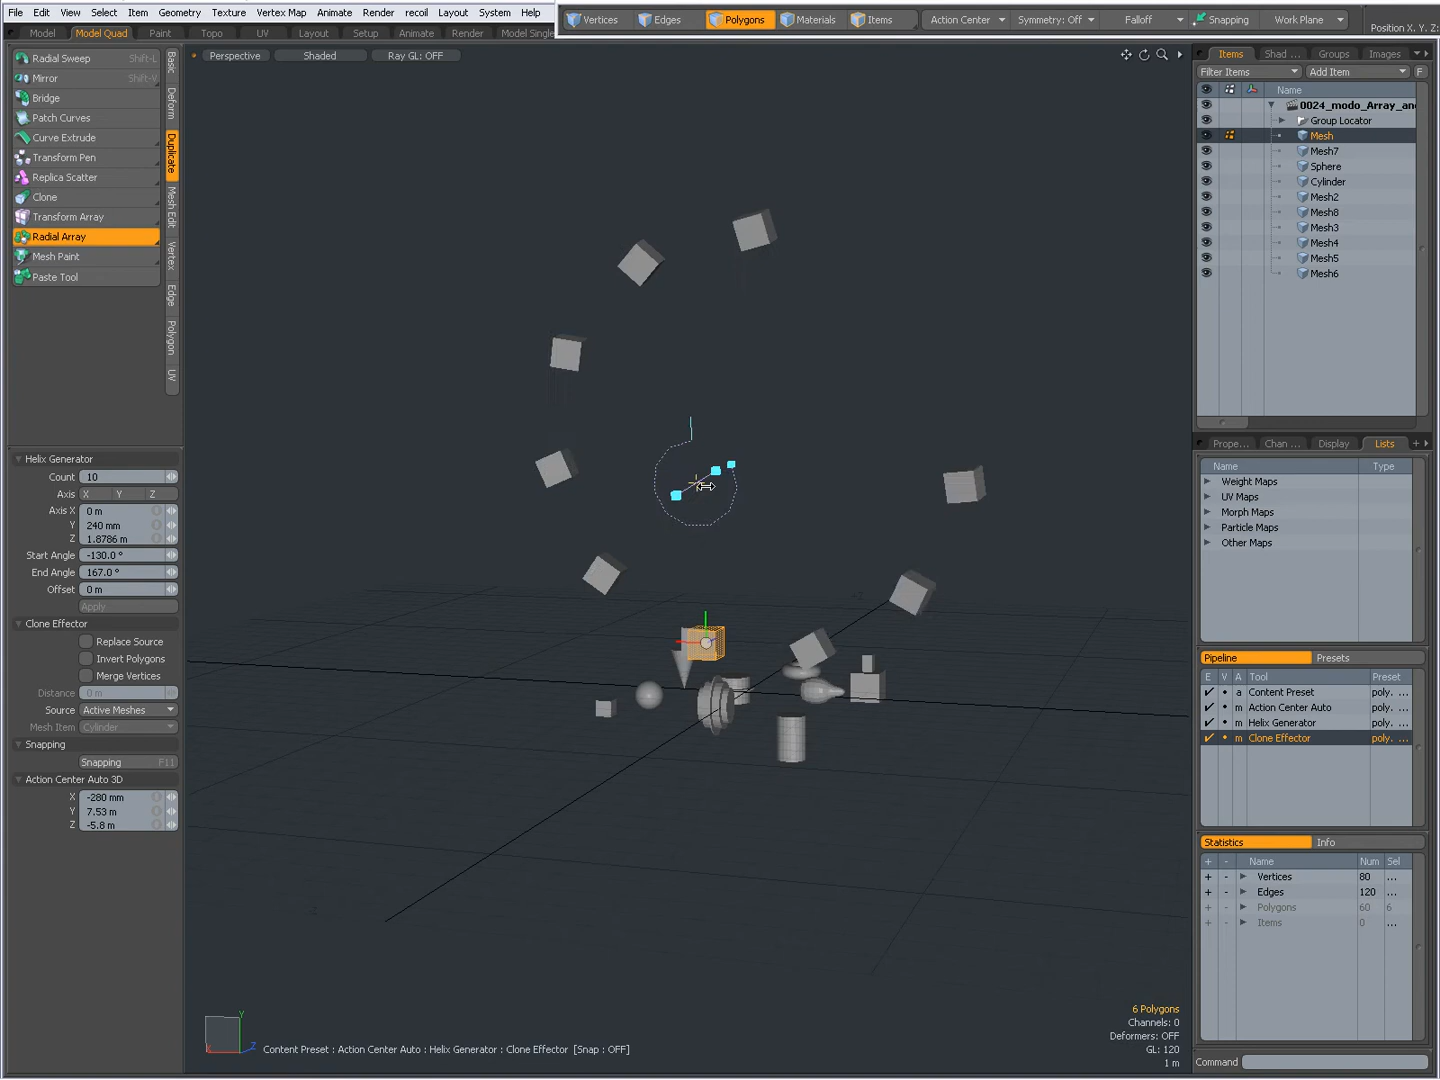 File Edit View Select Item Geometry Texture Vertex Map Animate Render recoil Layout System Help
Vertices Edges Polygons Materials Items Action Center Symmetry: Off Falloff Snapping Work Plane Position X, Y, Z:
Model Model Quad Paint Topo UV Layout Setup Animate Render Model Single
Radial Sweep Shift-L
Mirror Shift-V
Bridge
Patch Curves
Curve Extrude
Transform Pen
Replica Scatter
Clone
Transform Array
Radial Array
Mesh Paint
Paste Tool
Basic
Deform
Duplicate
Mesh Edit
Vertex
Edge
Polygon
UV
Perspective Shaded Ray GL: OFF
Helix Generator
Count 10
Axis X Y Z
Axis X 0 m
Y 240 mm
Z 1.8786 m
Start Angle -130.0 °
End Angle 167.0 °
Offset 0 m
Apply
Clone Effector
Replace Source
Invert Polygons
Merge Vertices
Distance 0 m
Source Active Meshes
Mesh Item Cylinder
Snapping
Snapping F11
Action Center Auto 3D
X -280 mm
Y 7.53 m
Z -5.8 m
Y
Z
6 Polygons
Channels: 0
Deformers: OFF
GL: 120
1 m
Content Preset : Action Center Auto : Helix Generator : Clone Effector [Snap : OFF]
Items Shad ... Groups Images
Filter Items Add Item F
Name
0024_modo_Array_an
Group Locator
Mesh
Mesh7
Sphere
Cylinder
Mesh2
Mesh8
Mesh3
Mesh4
Mesh5
Mesh6
Prope... Chan ... Display Lists +
Name Type
Weight Maps
UV Maps
Morph Maps
Particle Maps
Other Maps
Pipeline Presets
E V A Tool Preset
a Content Preset poly. ...
m Action Center Auto poly. ...
m Helix Generator poly. ...
m Clone Effector poly. ...
Statistics Info
+ - Name Num Sel
+ - Vertices 80 ...
+ - Edges 120 ...
+ - Polygons 60 6
+ - Items 0 ...
Command